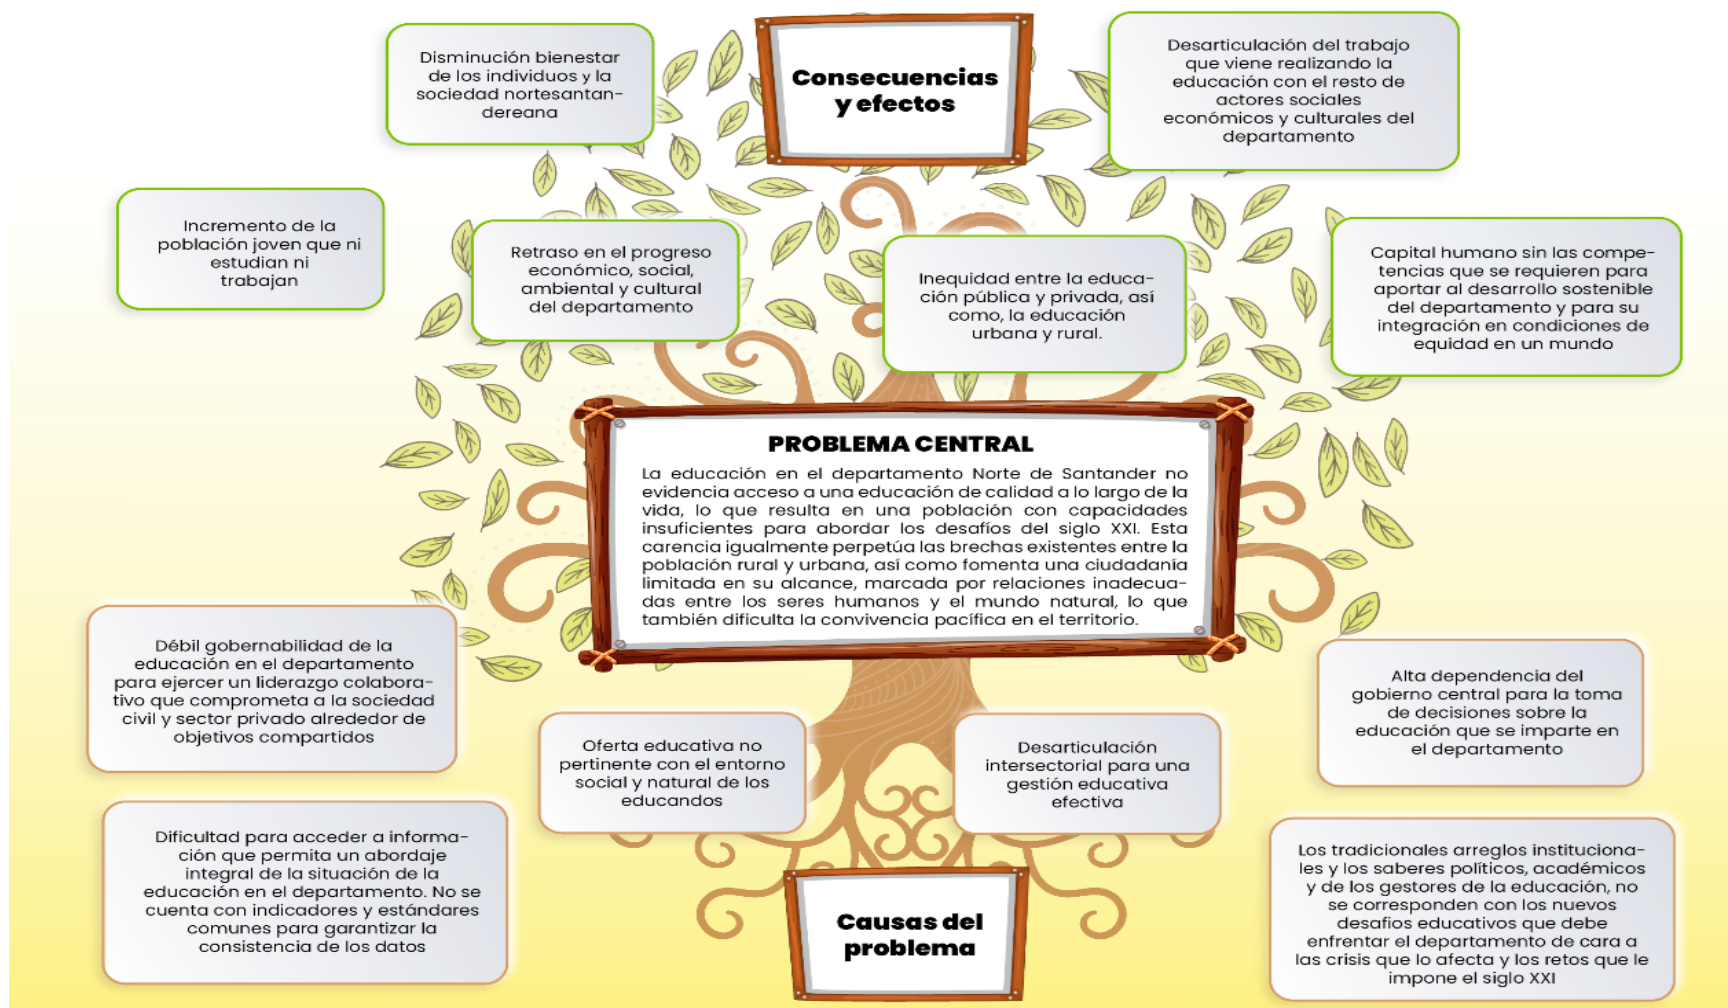 Consecuencias
y efectos
Disminución bienestar
de los individuos y la
sociedad nortesantan-
dereana
Desarticulación del trabajo
que viene realizando la
educación con el resto de
actores sociales
económicos y culturales del
departamento
Incremento de la
población joven que ni
estudian ni
trabajan
Retraso en el progreso
económico, social,
ambiental y cultural
del departamento
Inequidad entre la educa-
ción pública y privada, así
como, la educación
urbana y rural.
Capital humano sin las compe-
tencias que se requieren para
aportar al desarrollo sostenible
del departamento y para su
integración en condiciones de
equidad en un mundo
PROBLEMA CENTRAL
La educación en el departamento Norte de Santander no
evidencia acceso a una educación de calidad a lo largo de la
vida, lo que resulta en una población con capacidades
insuficientes para abordar los desafíos del siglo XXI. Esta
carencia igualmente perpetúa las brechas existentes entre la
población rural y urbana, así como fomenta una ciudadanía
limitada en su alcance, marcada por relaciones inadecua-
das entre los seres humanos y el mundo natural, lo que
también dificulta la convivencia pacífica en el territorio.
Débil gobernabilidad de la
educación en el departamento
para ejercer un liderazgo colabora-
tivo que comprometa a la sociedad
civil y sector privado alrededor de
objetivos compartidos
Oferta educativa no
pertinente con el entorno
social y natural de los
educandos
Desarticulación
intersectorial para una
gestión educativa
efectiva
Alta dependencia del
gobierno central para la toma
de decisiones sobre la
educación que se imparte en
el departamento
Dificultad para acceder a informa-
ción que permita un abordaje
integral de la situación de la
educación en el departamento. No se
cuenta con indicadores y estándares
comunes para garantizar la
consistencia de los datos
Causas del
problema
Los tradicionales arreglos instituciona-
les y los saberes políticos, académicos
y de los gestores de la educación, no
se corresponden con los nuevos
desafíos educativos que debe
enfrentar el departamento de cara a
las crisis que lo afecta y los retos que le
impone el siglo XXI